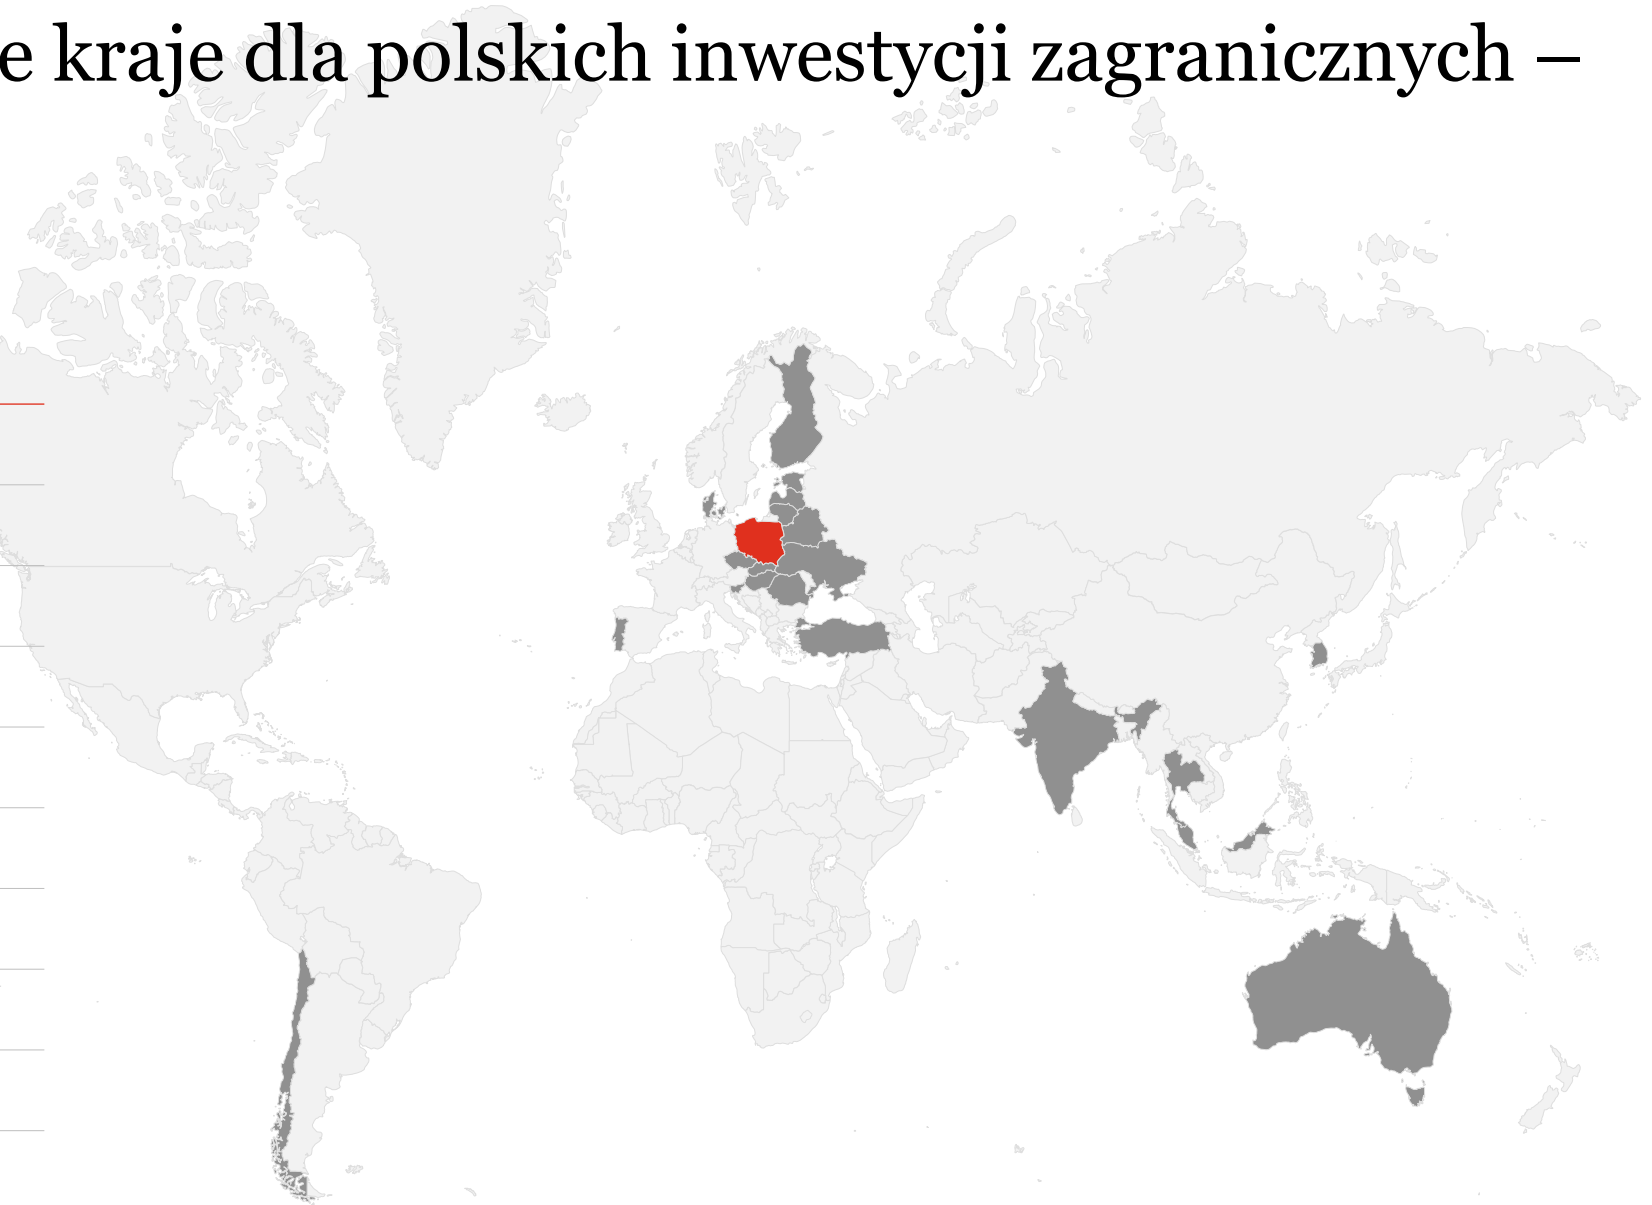 e kraje dla polskich inwestycji zagranicznych –